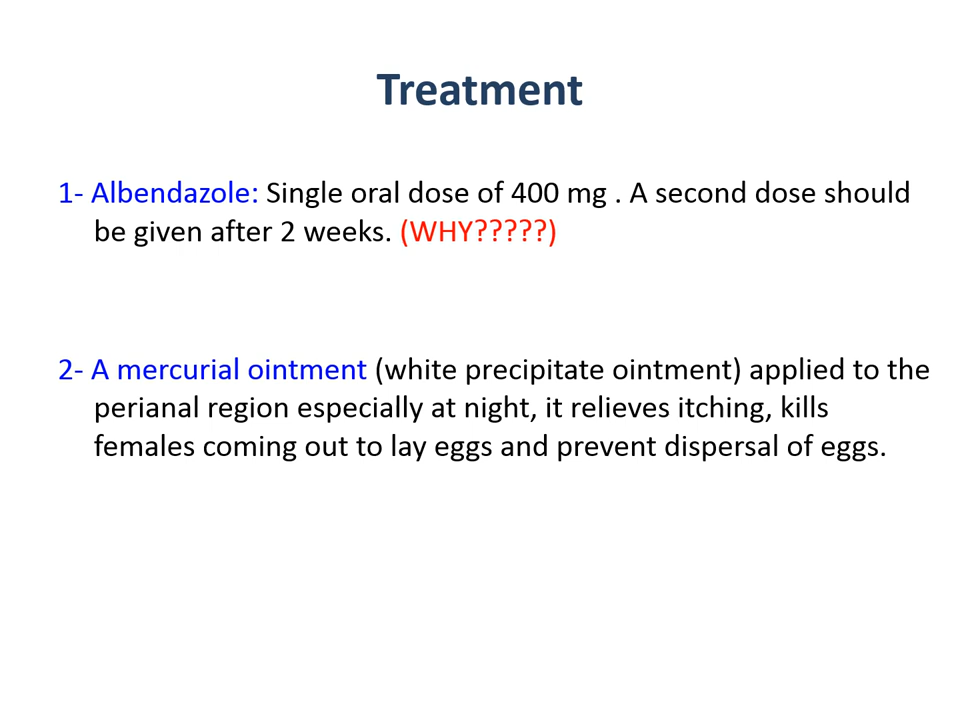 Treatment
1- Albendazole: Single oral dose of 400 mg . A second dose should
be given after 2 weeks. (WHY?????)
2- A mercurial ointment (white precipitate ointment) applied to the
perianal region especially at night, it relieves itching, kills
females coming out to lay eggs and prevent dispersal of eggs.